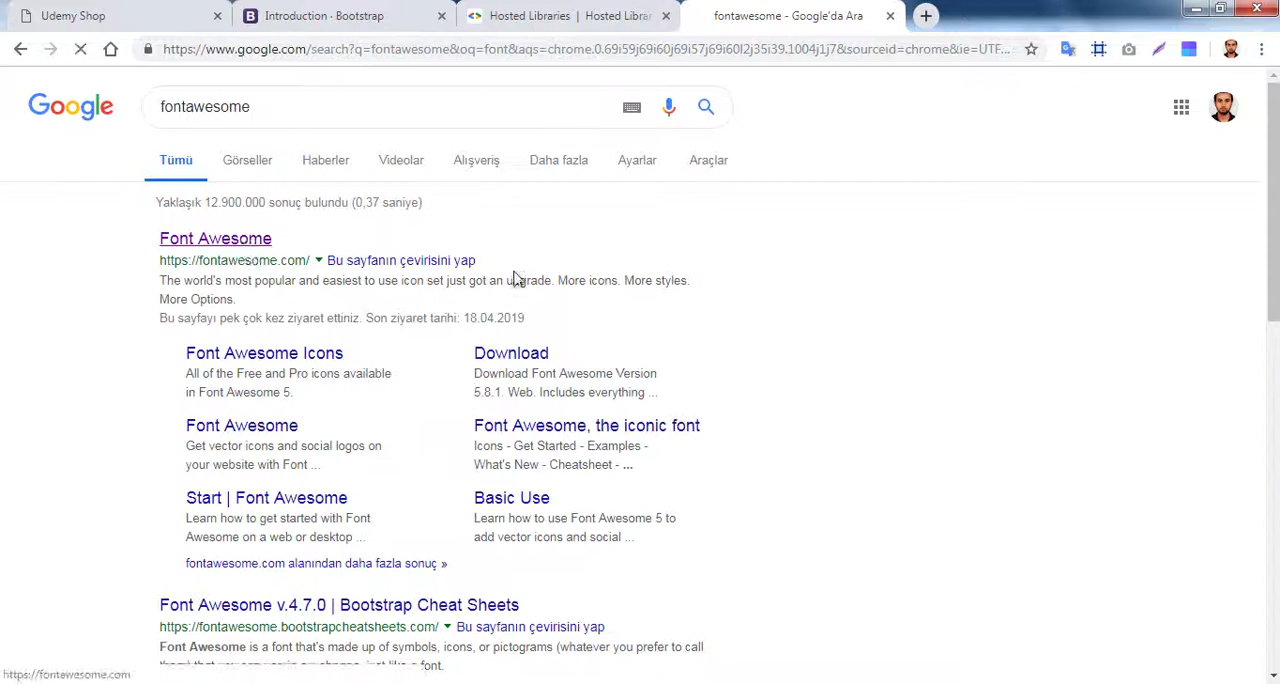 Udemy Shop
Introduction · Bootstrap
Hosted Libraries | Hosted Librar
fontawesome - Google'da Ara
https://www.google.com/search?q=fontawesome&oq=font&aqs=chrome.0.69i59j69i60j69i57j69i60l2j35i39.1004j1j7&sourceid=chrome&ie=UTF...
Google
fontawesome
Tümü
Görseller
Haberler
Videolar
Alışveriş
Daha fazla
Ayarlar
Araçlar
Yaklaşık 12.900.000 sonuç bulundu (0,37 saniye)
Font Awesome
https://fontawesome.com/ Bu sayfanın çevirisini yap
The world's most popular and easiest to use icon set just got an upgrade. More icons. More styles.
More Options.
Bu sayfayı pek çok kez ziyaret ettiniz. Son ziyaret tarihi: 18.04.2019
Font Awesome Icons
All of the Free and Pro icons available
in Font Awesome 5.
Download
Download Font Awesome Version
5.8.1. Web. Includes everything ...
Font Awesome
Get vector icons and social logos on
your website with Font ...
Font Awesome, the iconic font
Icons - Get Started - Examples -
What's New - Cheatsheet - ...
Start | Font Awesome
Learn how to get started with Font
Awesome on a web or desktop ...
Basic Use
Learn how to use Font Awesome 5 to
add vector icons and social ...
fontawesome.com alanından daha fazla sonuç »
Font Awesome v.4.7.0 | Bootstrap Cheat Sheets
https://fontawesome.bootstrapcheatsheets.com/ Bu sayfanın çevirisini yap
Font Awesome is a font that's made up of symbols, icons, or pictograms (whatever you prefer to call
https://fontawesome.com